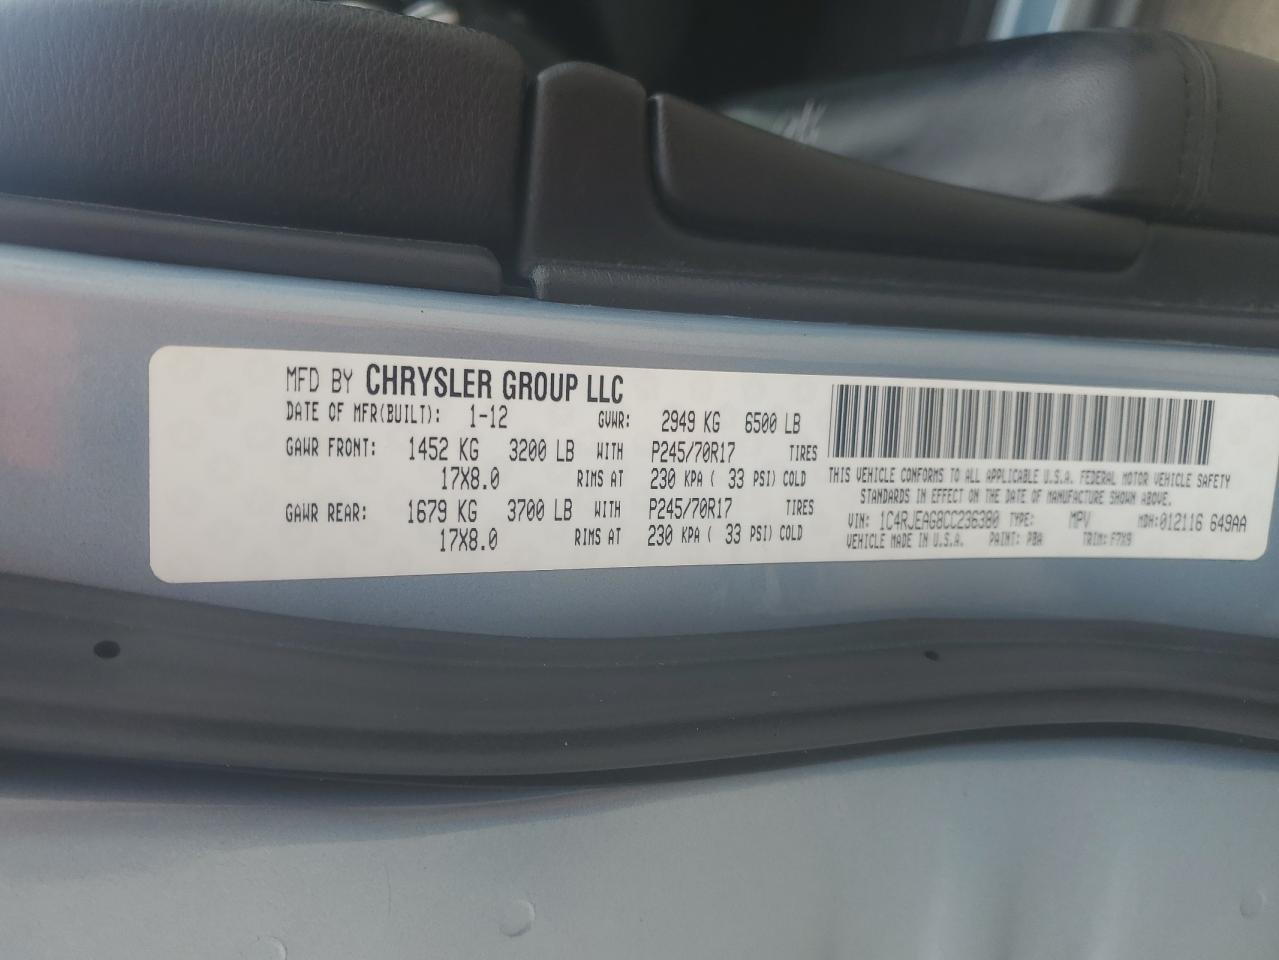 MFD BY CHRYSLER GROUP LLC
DATE OF MFR(BUILT): 1-12 GVWR: 2949 KG 6500 LB
GAWR FRONT: 1452 KG 3200 LB WITH P245/70R17 TIRES
17X8.0 RIMS AT 230 KPA ( 33 PSI) COLD
GAWR REAR: 1679 KG 3700 LB WITH P245/70R17 TIRES
17X8.0 RIMS AT 230 KPA ( 33 PSI) COLD
THIS VEHICLE CONFORMS TO ALL APPLICABLE U.S.A. FEDERAL MOTOR VEHICLE SAFETY
STANDARDS IN EFFECT ON THE DATE OF MANUFACTURE SHOWN ABOVE.
VIN: 1C4RJEAG8CC236380 TYPE: MPV MDH:012116 649AA
VEHICLE MADE IN U.S.A. PAINT: PBA TRIM: F7X9